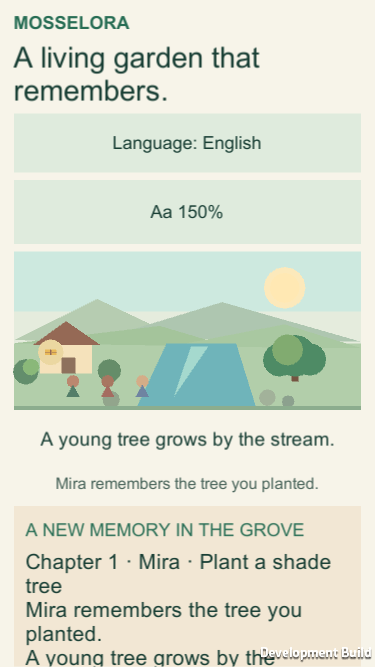 MOSSELORA
A living garden that
remembers.
Language: English
Aa 150%
A young tree grows by the stream.
Mira remembers the tree you planted.
A NEW MEMORY IN THE GROVE
Chapter 1 · Mira · Plant a shade
tree
Mira remembers the tree you
planted.
A young tree grows by the
Development Build